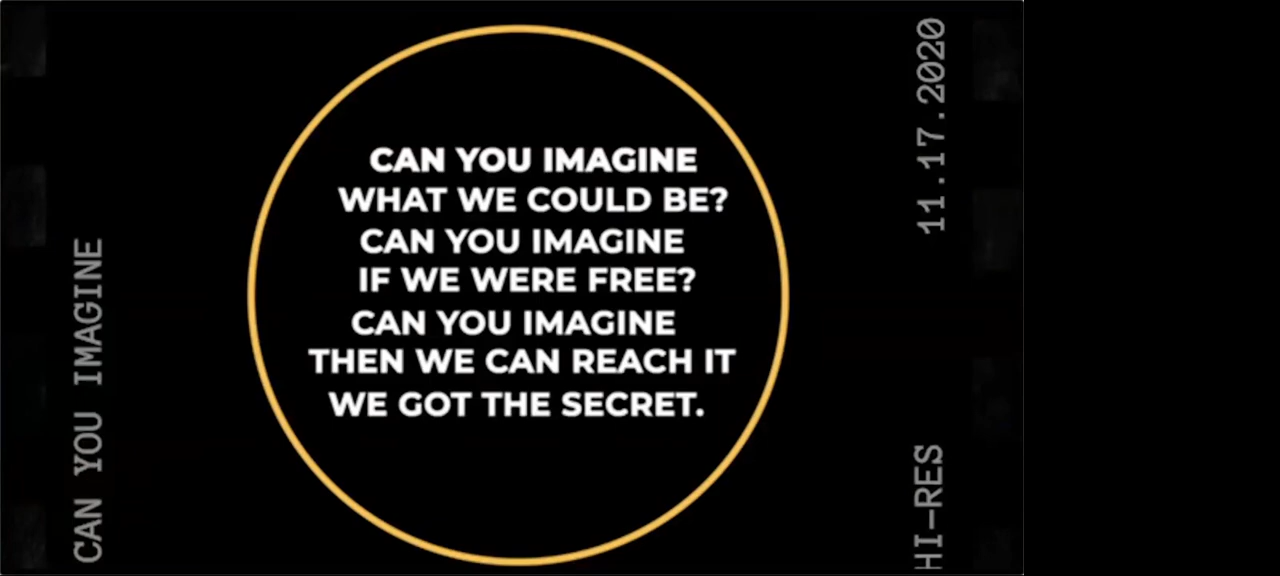 CAN YOU IMAGINE
WHAT WE COULD BE?
CAN YOU IMAGINE
IF WE WERE FREE?
CAN YOU IMAGINE
THEN WE CAN REACH IT
WE GOT THE SECRET.
CAN YOU IMAGINE
11.17.2020
HI-RES